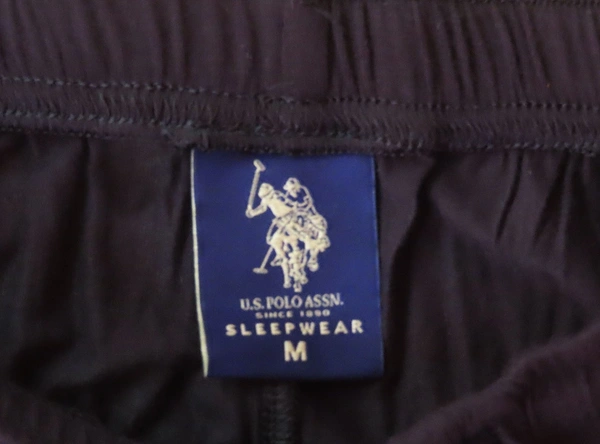 U.S. POLO ASSN.
SINCE 1890
SLEEPWEAR
M